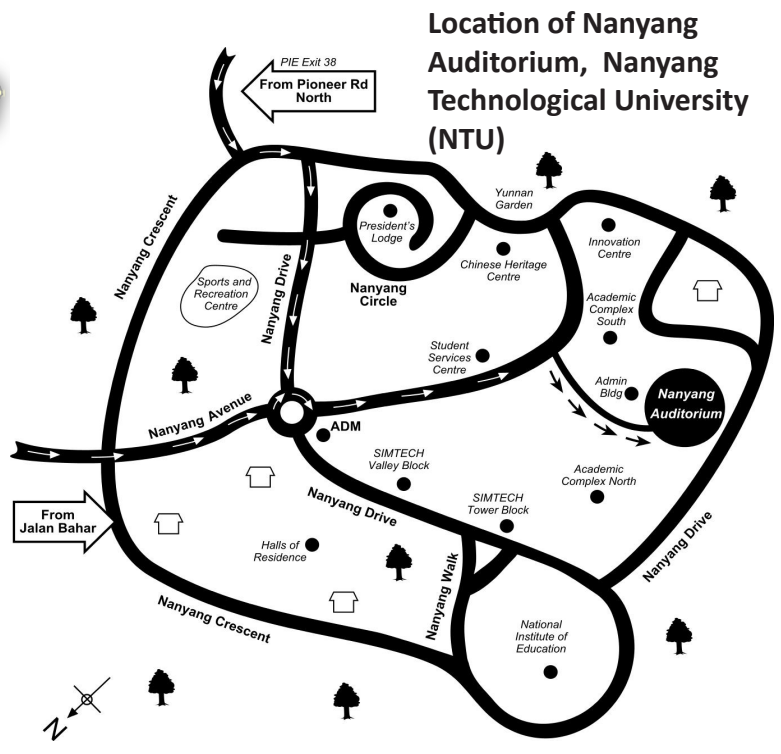 Location of Nanyang
Auditorium, Nanyang
Technological University
(NTU)
PIE Exit 38
From Pioneer Rd
North
Yunnan
Garden
Nanyang Crescent
President's
Lodge
Innovation
Centre
Chinese Heritage
Centre
Nanyang
Circle
Sports and
Recreation
Centre
Nanyang Drive
Academic
Complex
South
Student
Services
Centre
Admin
Bldg
Nanyang
Auditorium
Nanyang Avenue
ADM
SIMTECH
Valley Block
Academic
Complex North
SIMTECH
Tower Block
Nanyang Drive
From
Jalan Bahar
Halls of
Residence
Nanyang Drive
Nanyang Walk
Nanyang Crescent
National
Institute of
Education
N